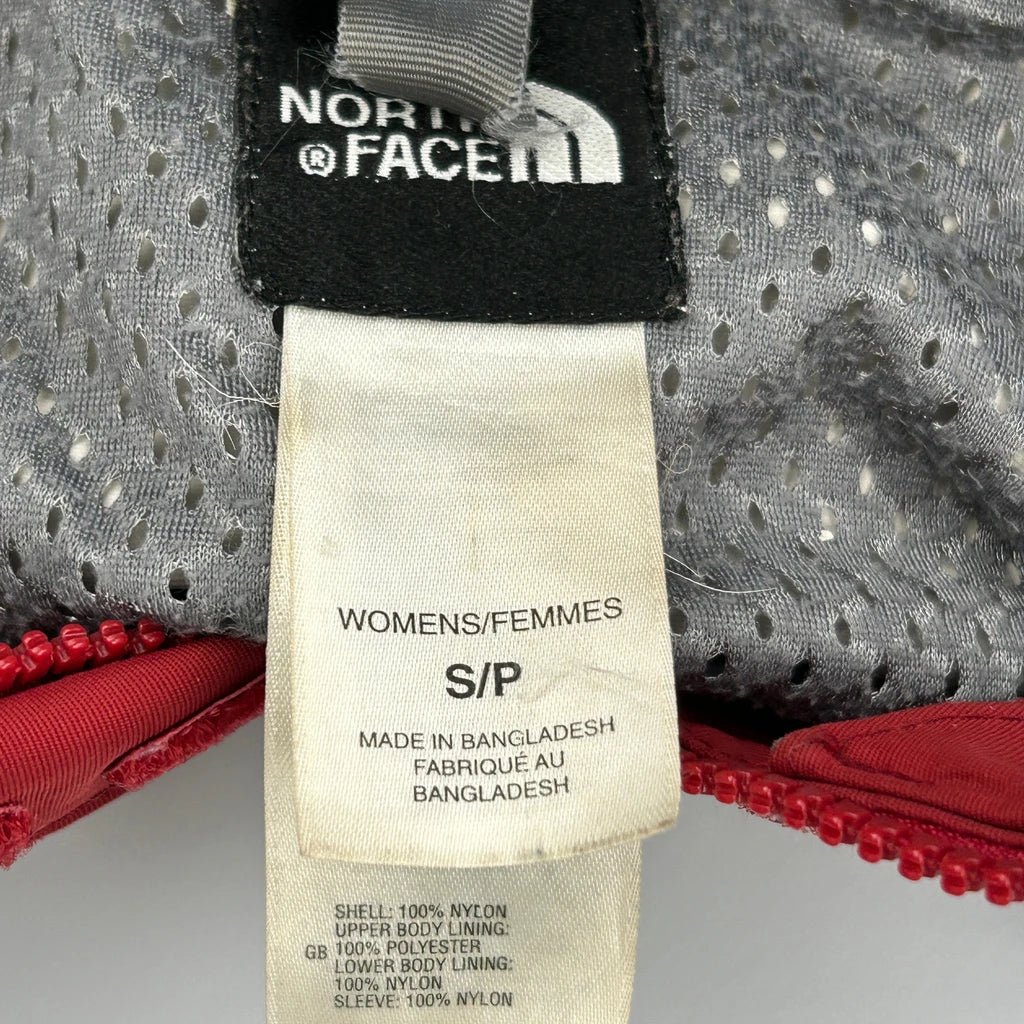 NORTH
® FACE
WOMENS/FEMMES
S/P
MADE IN BANGLADESH
FABRIQUÉ AU
BANGLADESH
SHELL: 100% NYLON
UPPER BODY LINING:
GB 100% POLYESTER
LOWER BODY LINING:
100% NYLON
SLEEVE: 100% NYLON